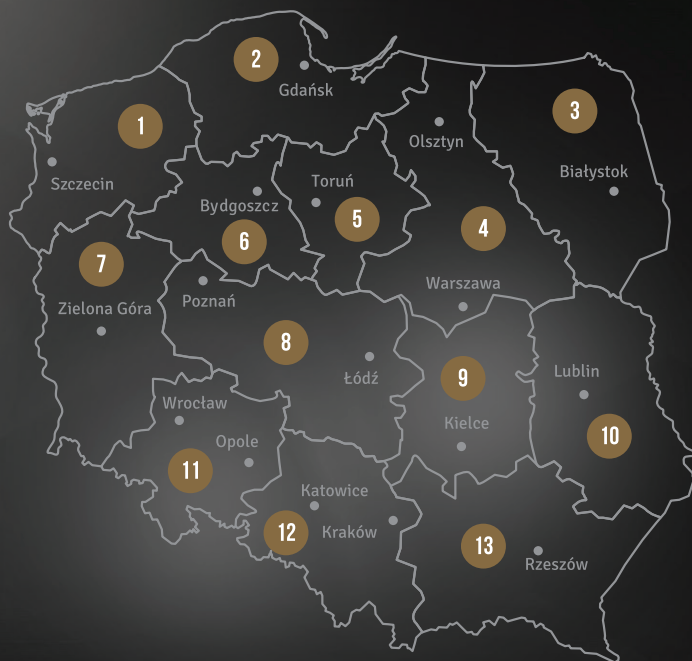 2
Gdańsk
3
1
Olsztyn
Szczecin
Białystok
Toruń
Bydgoszcz
5
4
6
7
Warszawa
Zielona Góra
Poznań
8
Łódź
9
Lublin
Wrocław
Kielce
10
Opole
11
Katowice
12
Kraków
13
Rzeszów